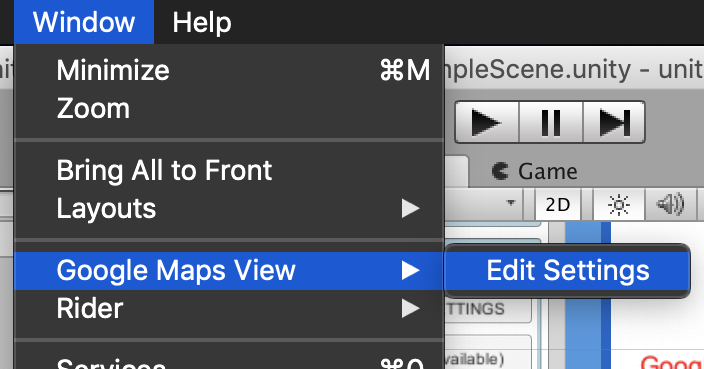 Window Help
mpleScene.unity - unit
Minimize ⌘M
Zoom
Bring All to Front
Game
Layouts
2D
Google Maps View
Edit Settings
Rider
TTINGS
Services
vailable)
Goog